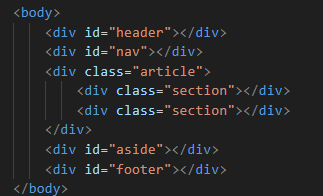 <body>
<div id="header"></div>
<div id="nav"></div>
<div class="article">
<div class="section"></div>
<div class="section"></div>
</div>
<div id="aside"></div>
<div id="footer"></div>
</body>